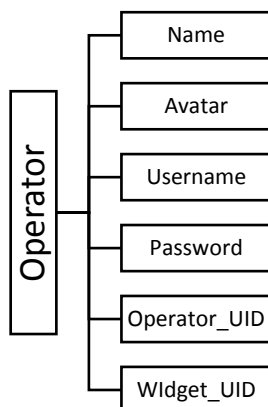 Operator
Name
Avatar
Username
Password
Operator_UID
WIdget_UID